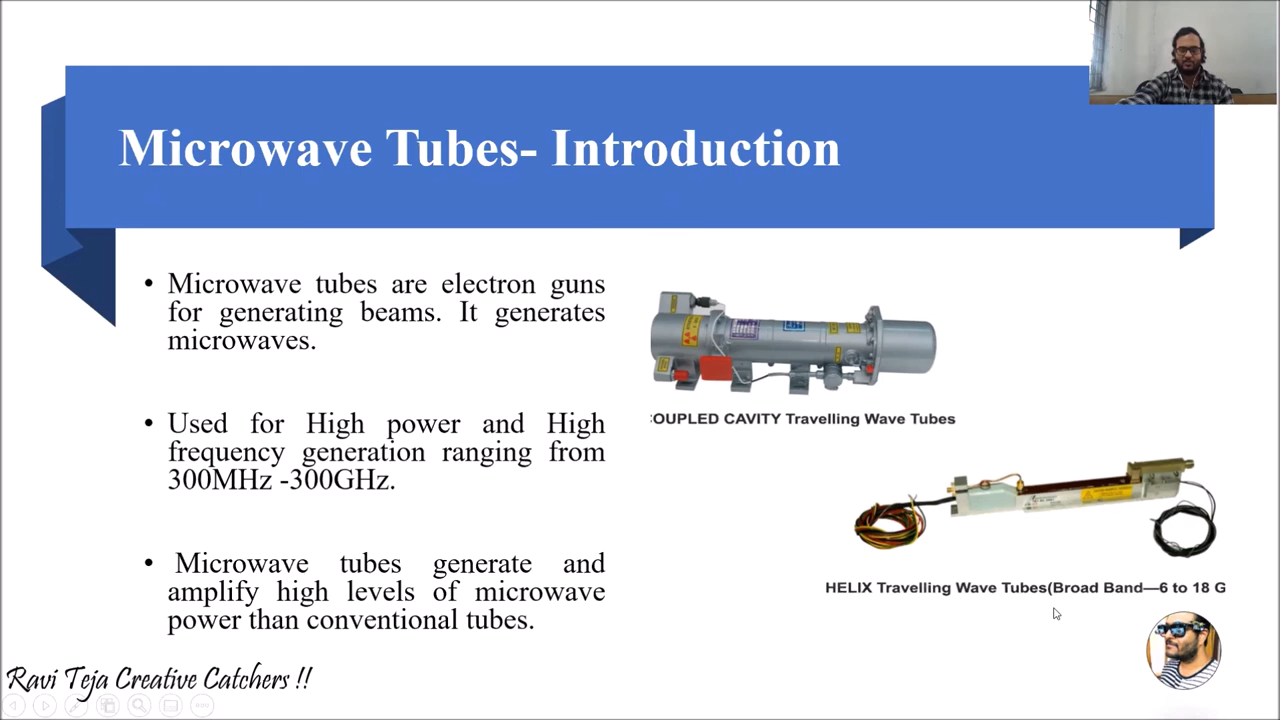 Microwave Tubes- Introduction
• Microwave tubes are electron guns
for generating beams. It generates
microwaves.
• Used for High power and High
frequency generation ranging from
300MHz -300GHz.
• Microwave tubes generate and
amplify high levels of microwave
power than conventional tubes.
OUPLED CAVITY Travelling Wave Tubes
HELIX Travelling Wave Tubes(Broad Band—6 to 18 G
Ravi Teja Creative Catchers !!